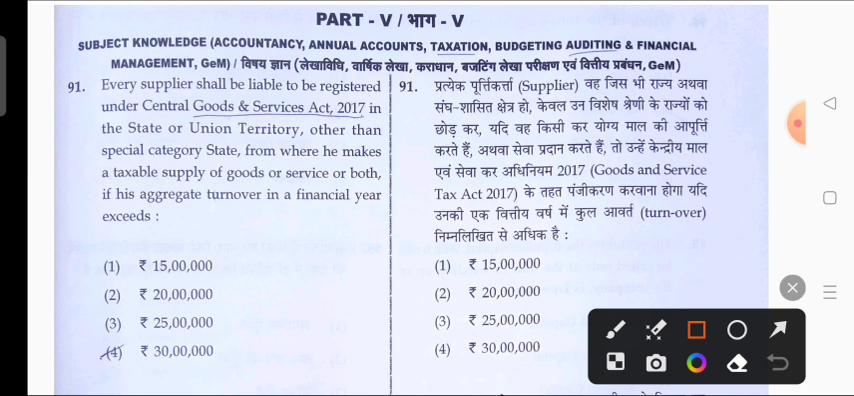 PART - V / भाग - V
SUBJECT KNOWLEDGE (ACCOUNTANCY, ANNUAL ACCOUNTS, TAXATION, BUDGETING AUDITING & FINANCIAL
MANAGEMENT, GeM) / विषय ज्ञान (लेखाविधि, वार्षिक लेखा, कराधान, बजटिंग लेखा परीक्षण एवं वित्तीय प्रबंधन, GeM)
91. Every supplier shall be liable to be registered
under Central Goods & Services Act, 2017 in
the State or Union Territory, other than
special category State, from where he makes
a taxable supply of goods or service or both,
if his aggregate turnover in a financial year
exceeds :
(1) ₹ 15,00,000
(2) ₹ 20,00,000
(3) ₹ 25,00,000
(4) ₹ 30,00,000
91. प्रत्येक पूर्त्तिकर्त्ता (Supplier) वह जिस भी राज्य अथवा
संघ-शासित क्षेत्र हो, केवल उन विशेष श्रेणी के राज्यों को
छोड़ कर, यदि वह किसी कर योग्य माल की आपूर्त्ति
करते हैं, अथवा सेवा प्रदान करते हैं, तो उन्हें केन्द्रीय माल
एवं सेवा कर अधिनियम 2017 (Goods and Service
Tax Act 2017) के तहत पंजीकरण करवाना होगा यदि
उनकी एक वित्तीय वर्ष में कुल आवर्त (turn-over)
निम्नलिखित से अधिक है :
(1) ₹ 15,00,000
(2) ₹ 20,00,000
(3) ₹ 25,00,000
(4) ₹ 30,00,000